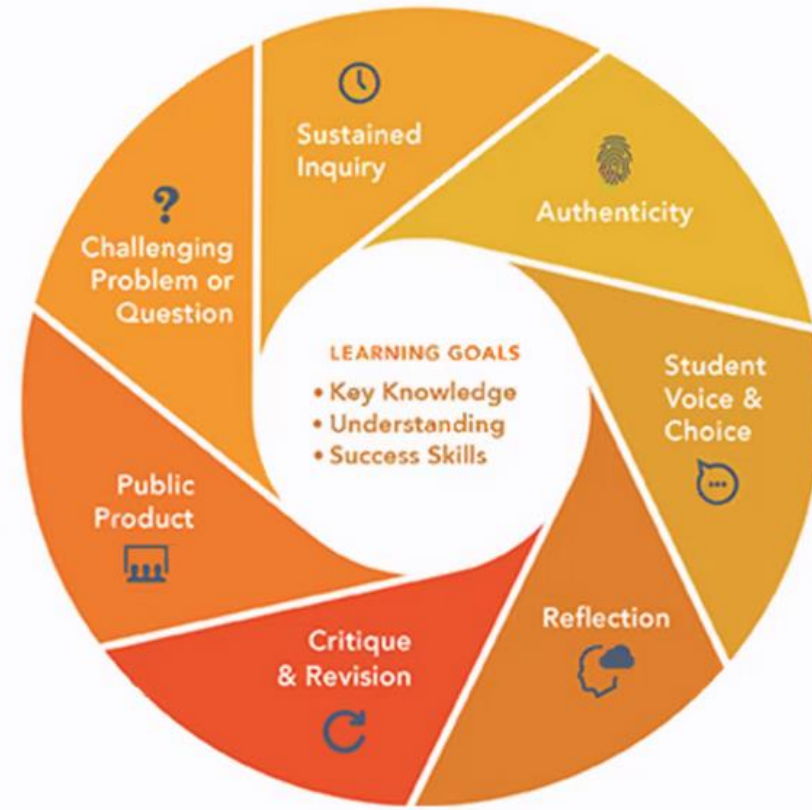 Sustained
Inquiry
Authenticity
?
Challenging
Problem or
Question
LEARNING GOALS
• Key Knowledge
• Understanding
• Success Skills
Student
Voice &
Choice
Public
Product
Reflection
Critique
& Revision